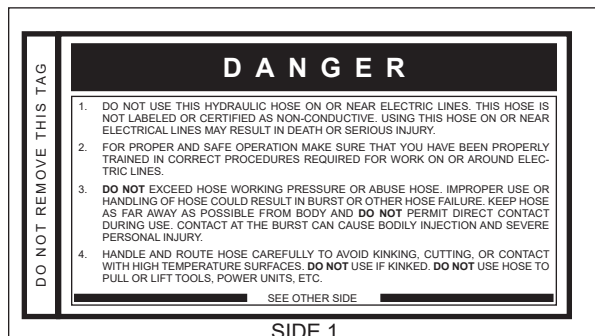 DO NOT REMOVE THIS TAG
DANGER
1. DO NOT USE THIS HYDRAULIC HOSE ON OR NEAR ELECTRIC LINES. THIS HOSE IS
NOT LABELED OR CERTIFIED AS NON-CONDUCTIVE. USING THIS HOSE ON OR NEAR
ELECTRICAL LINES MAY RESULT IN DEATH OR SERIOUS INJURY.
2. FOR PROPER AND SAFE OPERATION MAKE SURE THAT YOU HAVE BEEN PROPERLY
TRAINED IN CORRECT PROCEDURES REQUIRED FOR WORK ON OR AROUND ELEC-
TRIC LINES.
3. DO NOT EXCEED HOSE WORKING PRESSURE OR ABUSE HOSE. IMPROPER USE OR
HANDLING OF HOSE COULD RESULT IN BURST OR OTHER HOSE FAILURE. KEEP HOSE
AS FAR AWAY AS POSSIBLE FROM BODY AND DO NOT PERMIT DIRECT CONTACT
DURING USE. CONTACT AT THE BURST CAN CAUSE BODILY INJECTION AND SEVERE
PERSONAL INJURY.
4. HANDLE AND ROUTE HOSE CAREFULLY TO AVOID KINKING, CUTTING, OR CONTACT
WITH HIGH TEMPERATURE SURFACES. DO NOT USE IF KINKED. DO NOT USE HOSE TO
PULL OR LIFT TOOLS, POWER UNITS, ETC.
SEE OTHER SIDE
SIDE 1